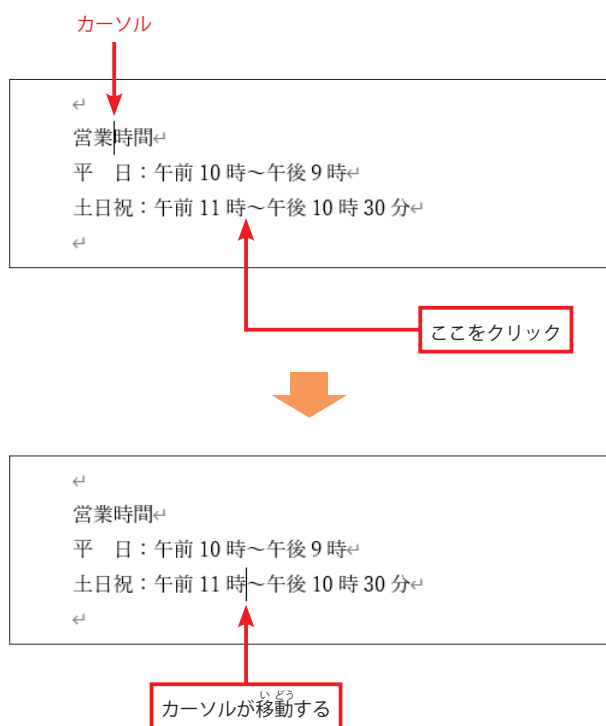 カーソル
↵
営業時間↵
平　日：午前 10 時～午後 9 時↵
土日祝：午前 11 時～午後 10 時 30 分↵
↵
ここをクリック
↵
営業時間↵
平　日：午前 10 時～午後 9 時↵
土日祝：午前 11 時～午後 10 時 30 分↵
↵
いどう
カーソルが移動する